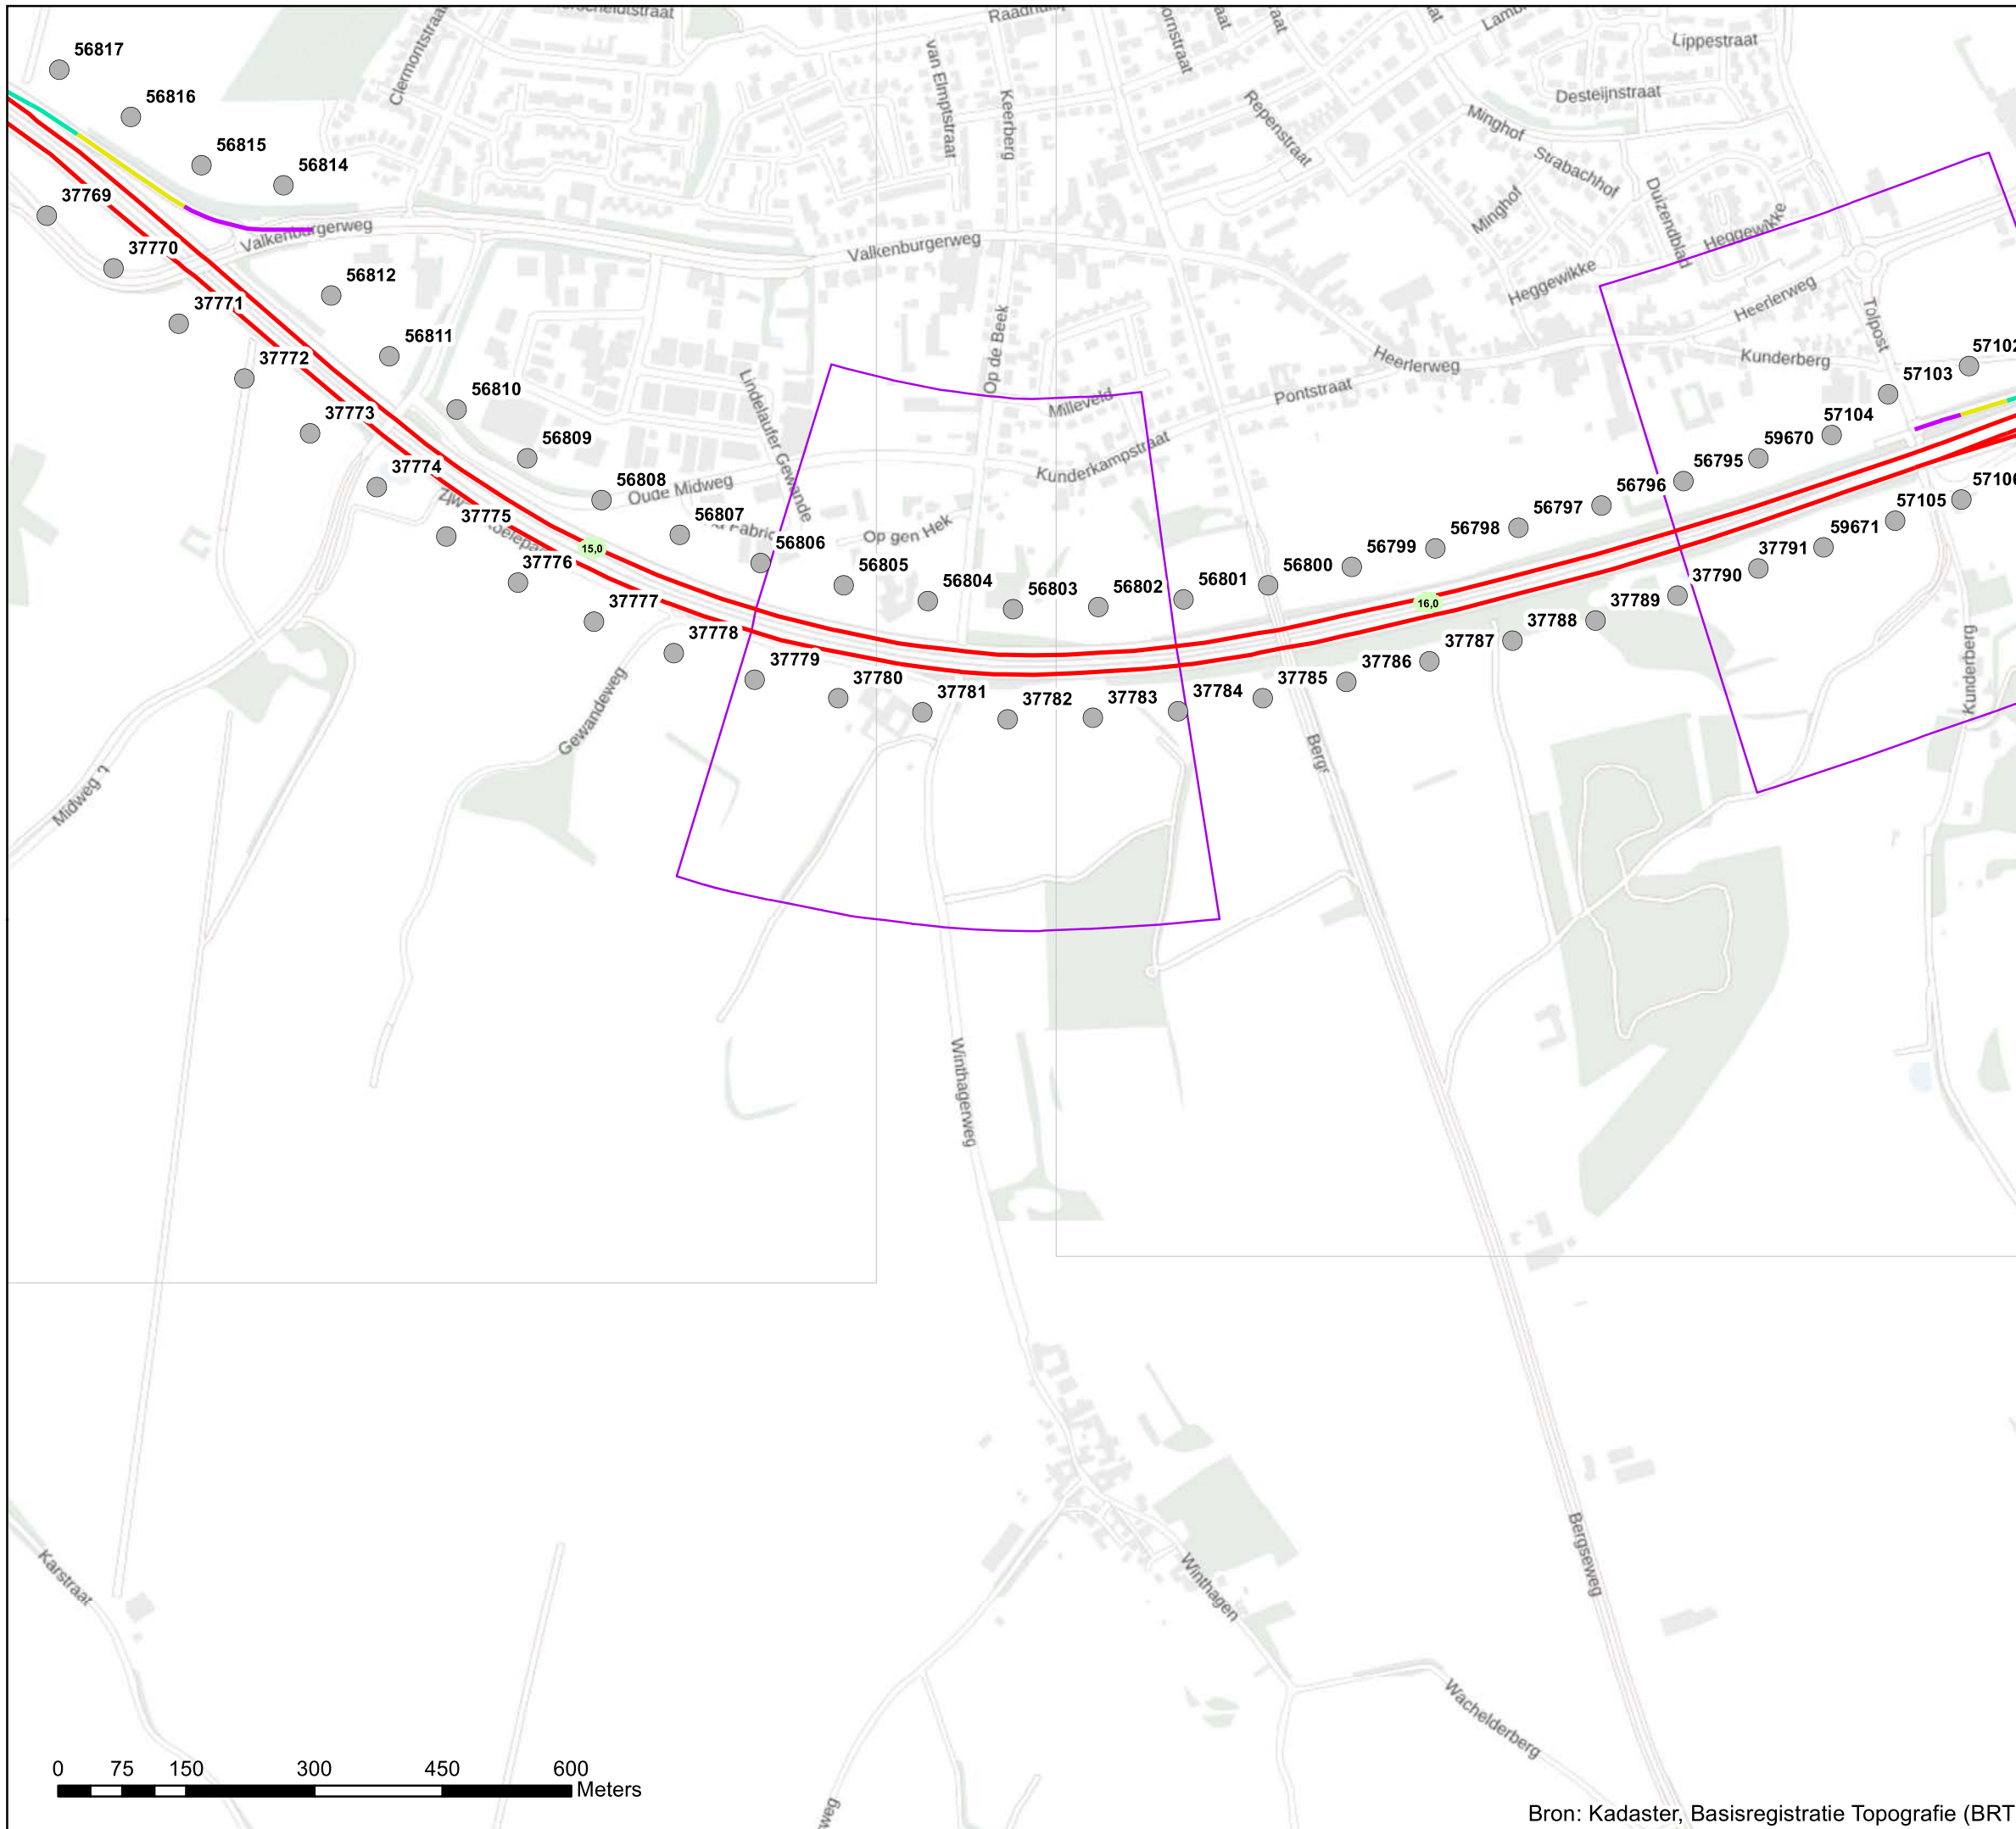 Raadhuisp
Lippestraat
Clermontstraat
van Elmptstraat
Keerberg
Repenstraat
Desteijnstraat
Minghof
Strabachhof
Minghof
Duizendblad
Heggewikke
Heggewikke
Valkenburgerweg
Valkenburgerweg
Op de Beek
Heerlerweg
Heerlerweg
Tolpost
Kunderberg
Milleveld
Pontstraat
Kunderkampstraat
Lindelaufer Gewande
Oude Midweg
Op gen Hek
Gewandeweg
Midweg
Kunderberg
Winthagerweg
Bergseweg
Winthagen
Wachelderberg
Karstraat
weg
56817
56816
56815
56814
56812
56811
56810
56809
56808
56807
56806
56805
56804
56803
56802
56801
56800
56799
56798
56797
56796
56795
59670
57104
57103
57102
37769
37770
37771
37772
37773
37774
37775
37776
37777
37778
37779
37780
37781
37782
37783
37784
37785
37786
37787
37788
37789
37790
37791
59671
57105
57106
15,0
16,0
0 75 150 300 450 600
Meters
Bron: Kadaster, Basisregistratie Topografie (BRT